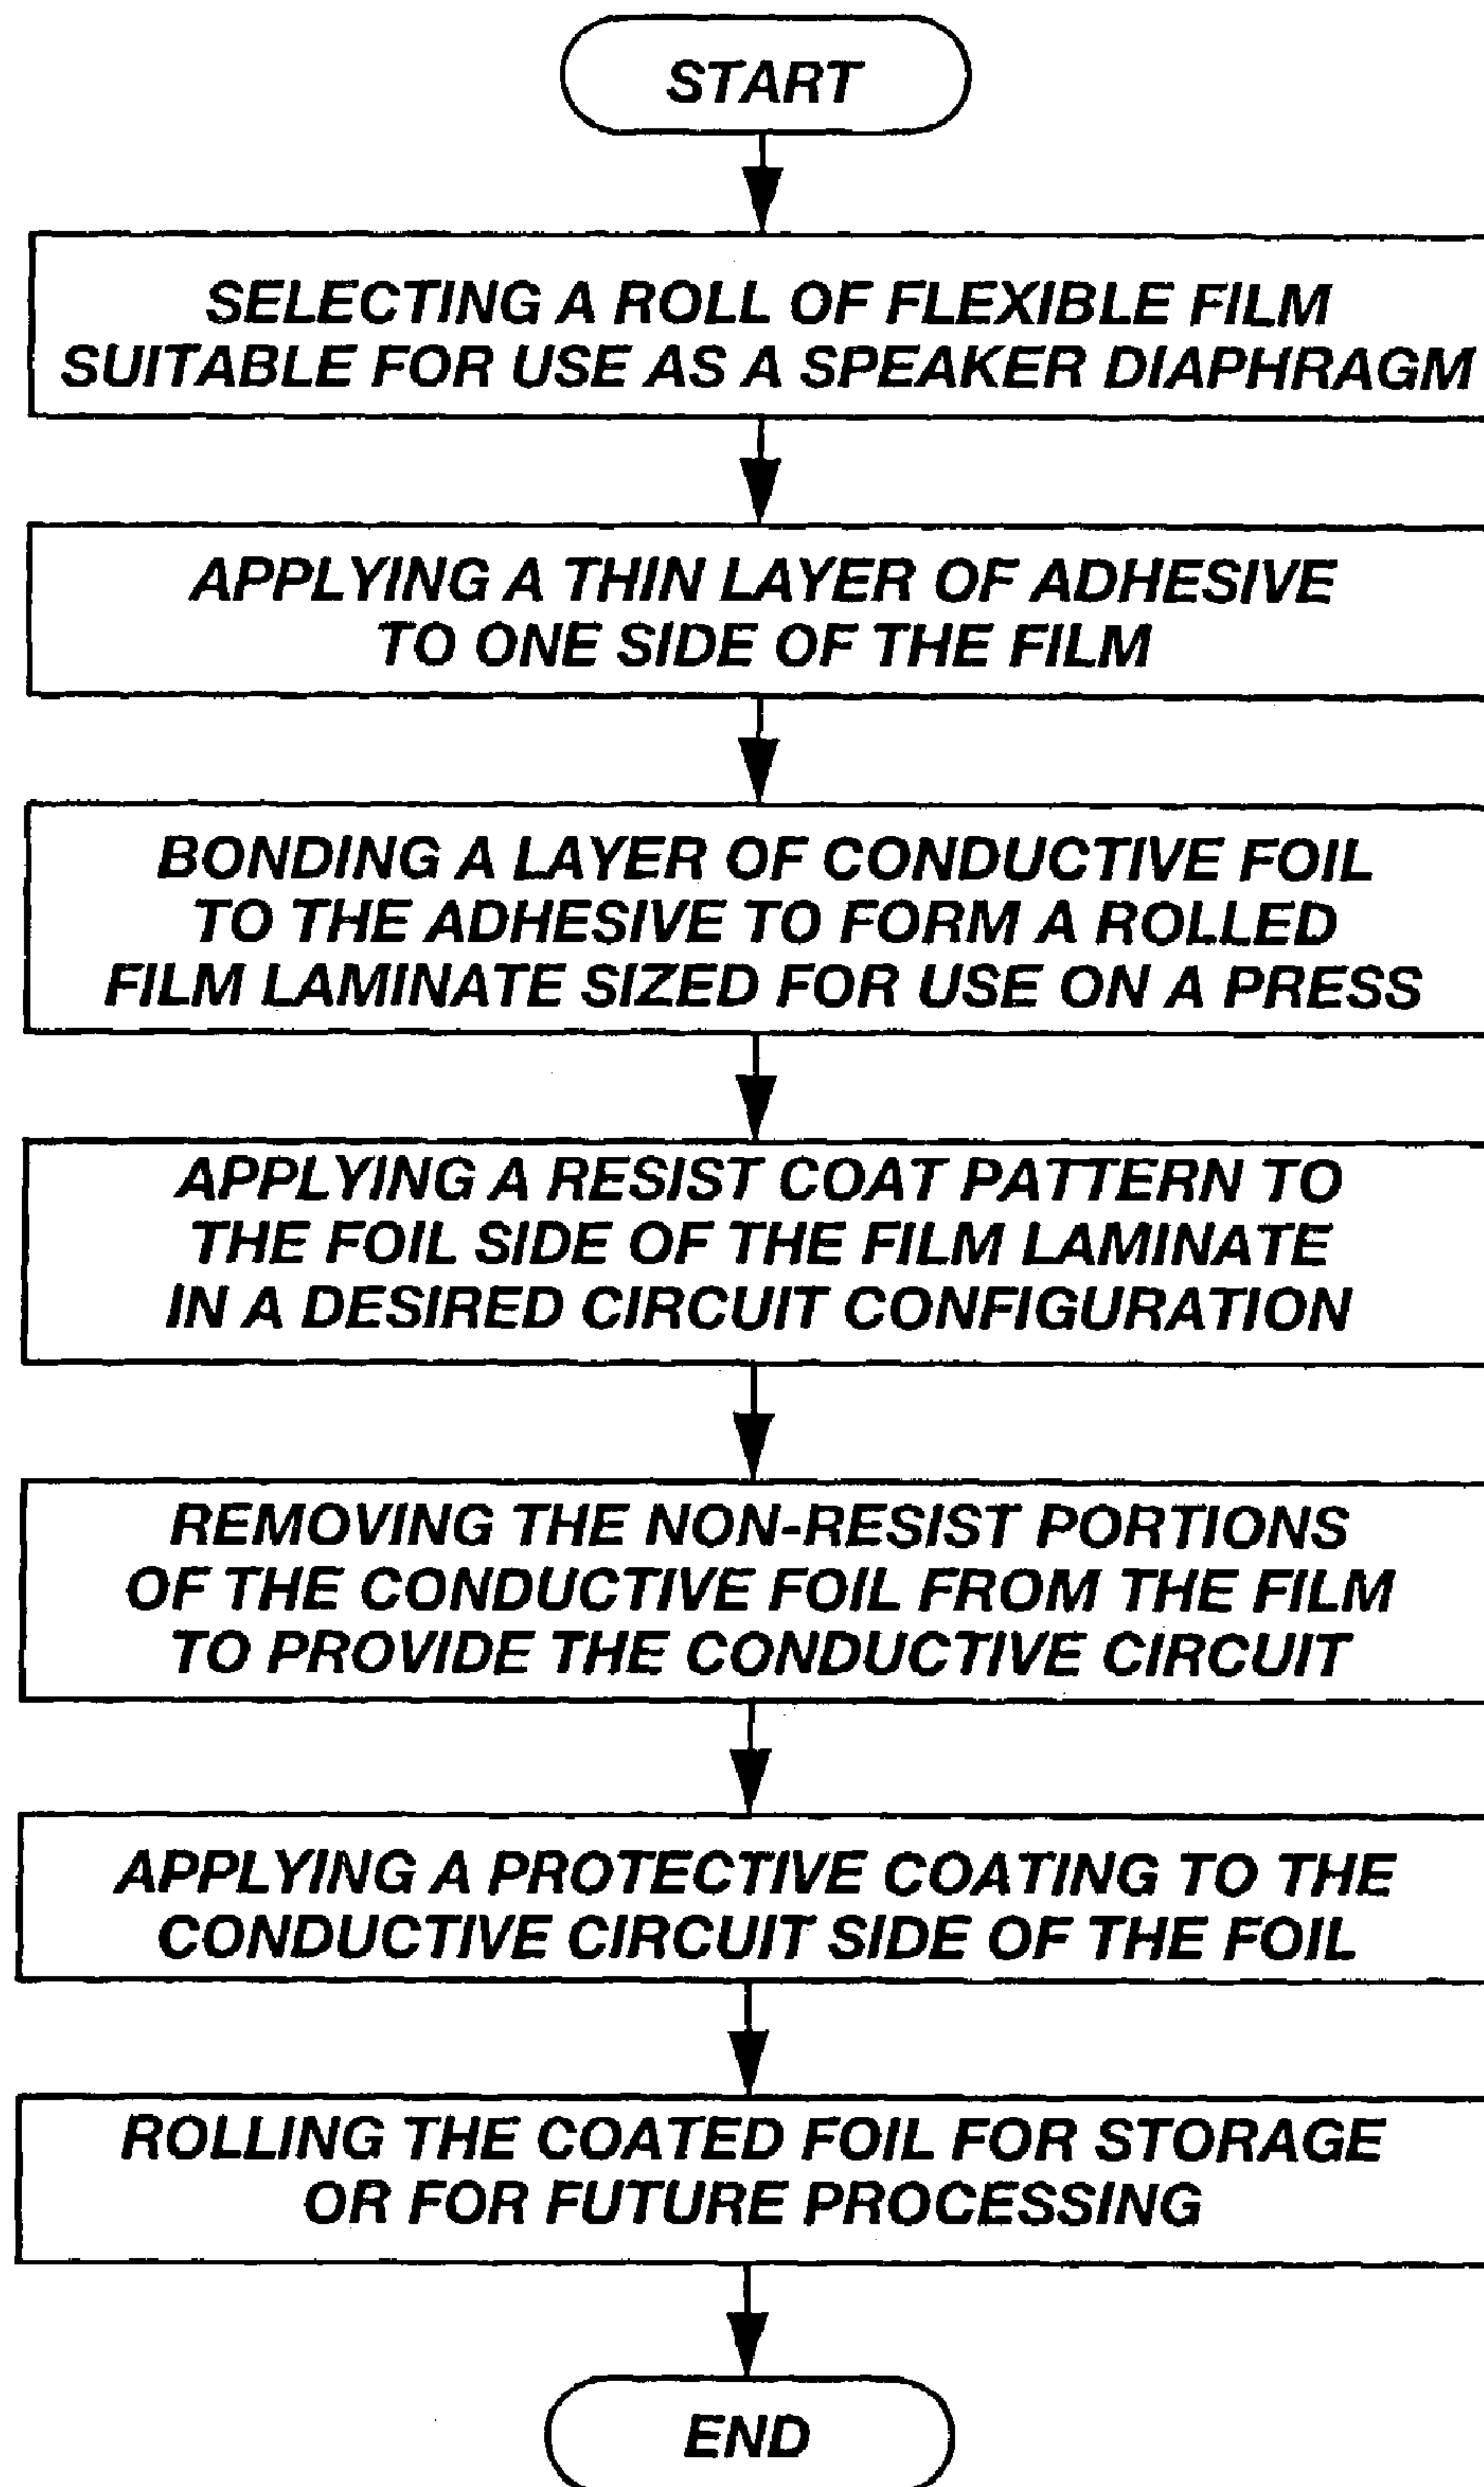 START
SELECTING A ROLL OF FLEXIBLE FILM
SUITABLE FOR USE AS A SPEAKER DIAPHRAGM
APPLYING A THIN LAYER OF ADHESIVE
TO ONE SIDE OF THE FILM
BONDING A LAYER OF CONDUCTIVE FOIL
TO THE ADHESIVE TO FORM A ROLLED
FILM LAMINATE SIZED FOR USE ON A PRESS
APPLYING A RESIST COAT PATTERN TO
THE FOIL SIDE OF THE FILM LAMINATE
IN A DESIRED CIRCUIT CONFIGURATION
REMOVING THE NON-RESIST PORTIONS
OF THE CONDUCTIVE FOIL FROM THE FILM
TO PROVIDE THE CONDUCTIVE CIRCUIT
APPLYING A PROTECTIVE COATING TO THE
CONDUCTIVE CIRCUIT SIDE OF THE FOIL
ROLLING THE COATED FOIL FOR STORAGE
OR FOR FUTURE PROCESSING
END